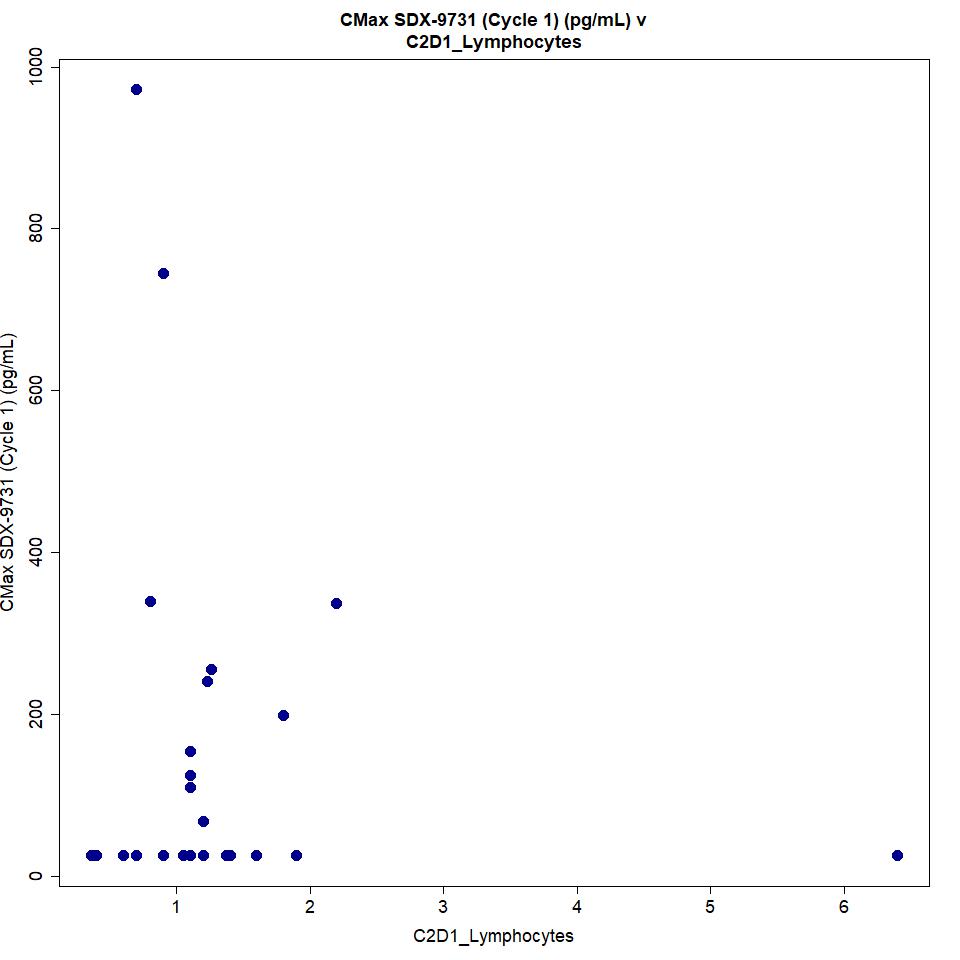 CMax SDX-9731 (Cycle 1) (pg/mL) v
C2D1_Lymphocytes
1000
800
600
400
200
0
CMax SDX-9731 (Cycle 1) (pg/mL)
1 2 3 4 5 6
C2D1_Lymphocytes